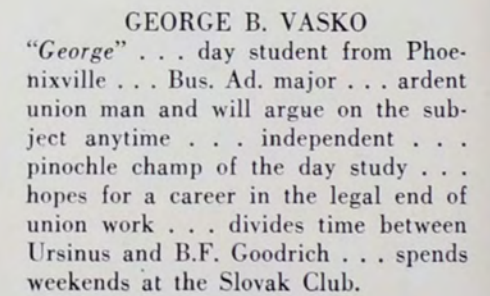 GEORGE B. VASKO
"George" . . . day student from Phoe-
nixville . . . Bus. Ad. major . . . ardent
union man and will argue on the sub-
ject anytime . . . independent . . .
pinochle champ of the day study . . .
hopes for a career in the legal end of
union work . . . divides time between
Ursinus and B.F. Goodrich . . . spends
weekends at the Slovak Club.